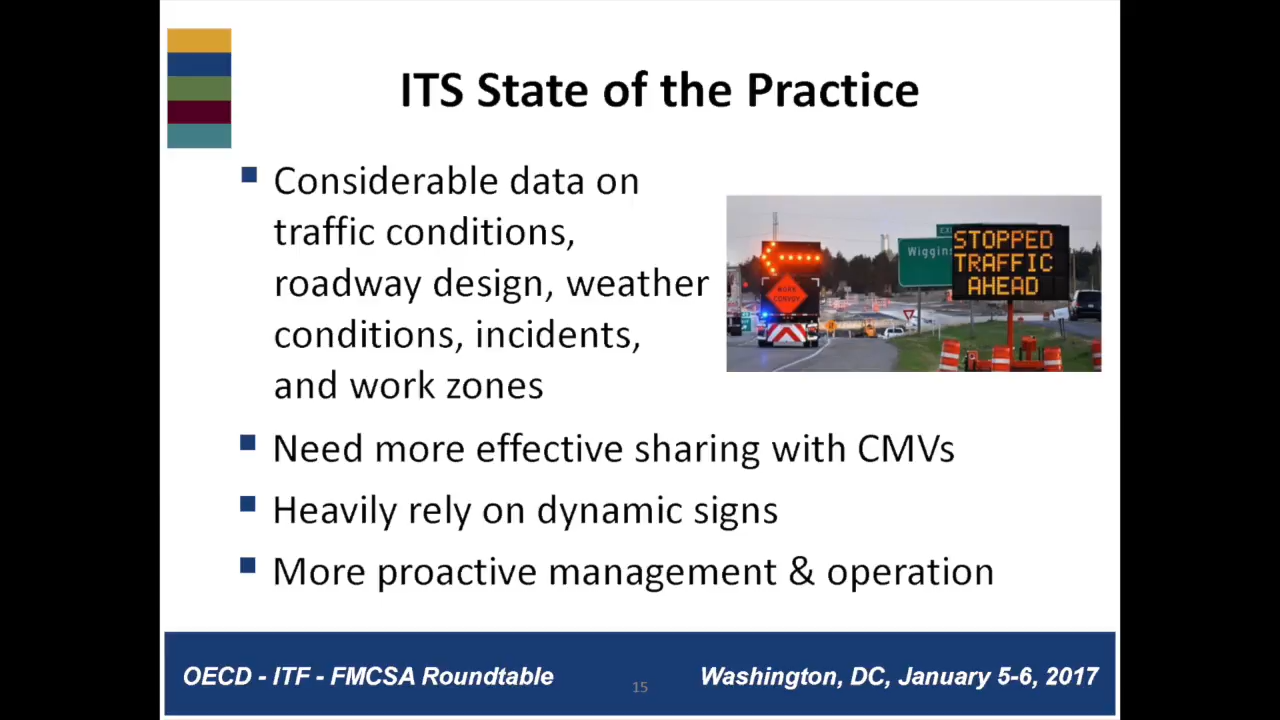 ITS State of the Practice
Considerable data on
traffic conditions,
roadway design, weather
conditions, incidents,
and work zones
Wiggins
STOPPED
TRAFFIC
AHEAD
WORK
CONVOY
Need more effective sharing with CMVs
Heavily rely on dynamic signs
More proactive management & operation
OECD - ITF - FMCSA Roundtable
15
Washington, DC, January 5-6, 2017